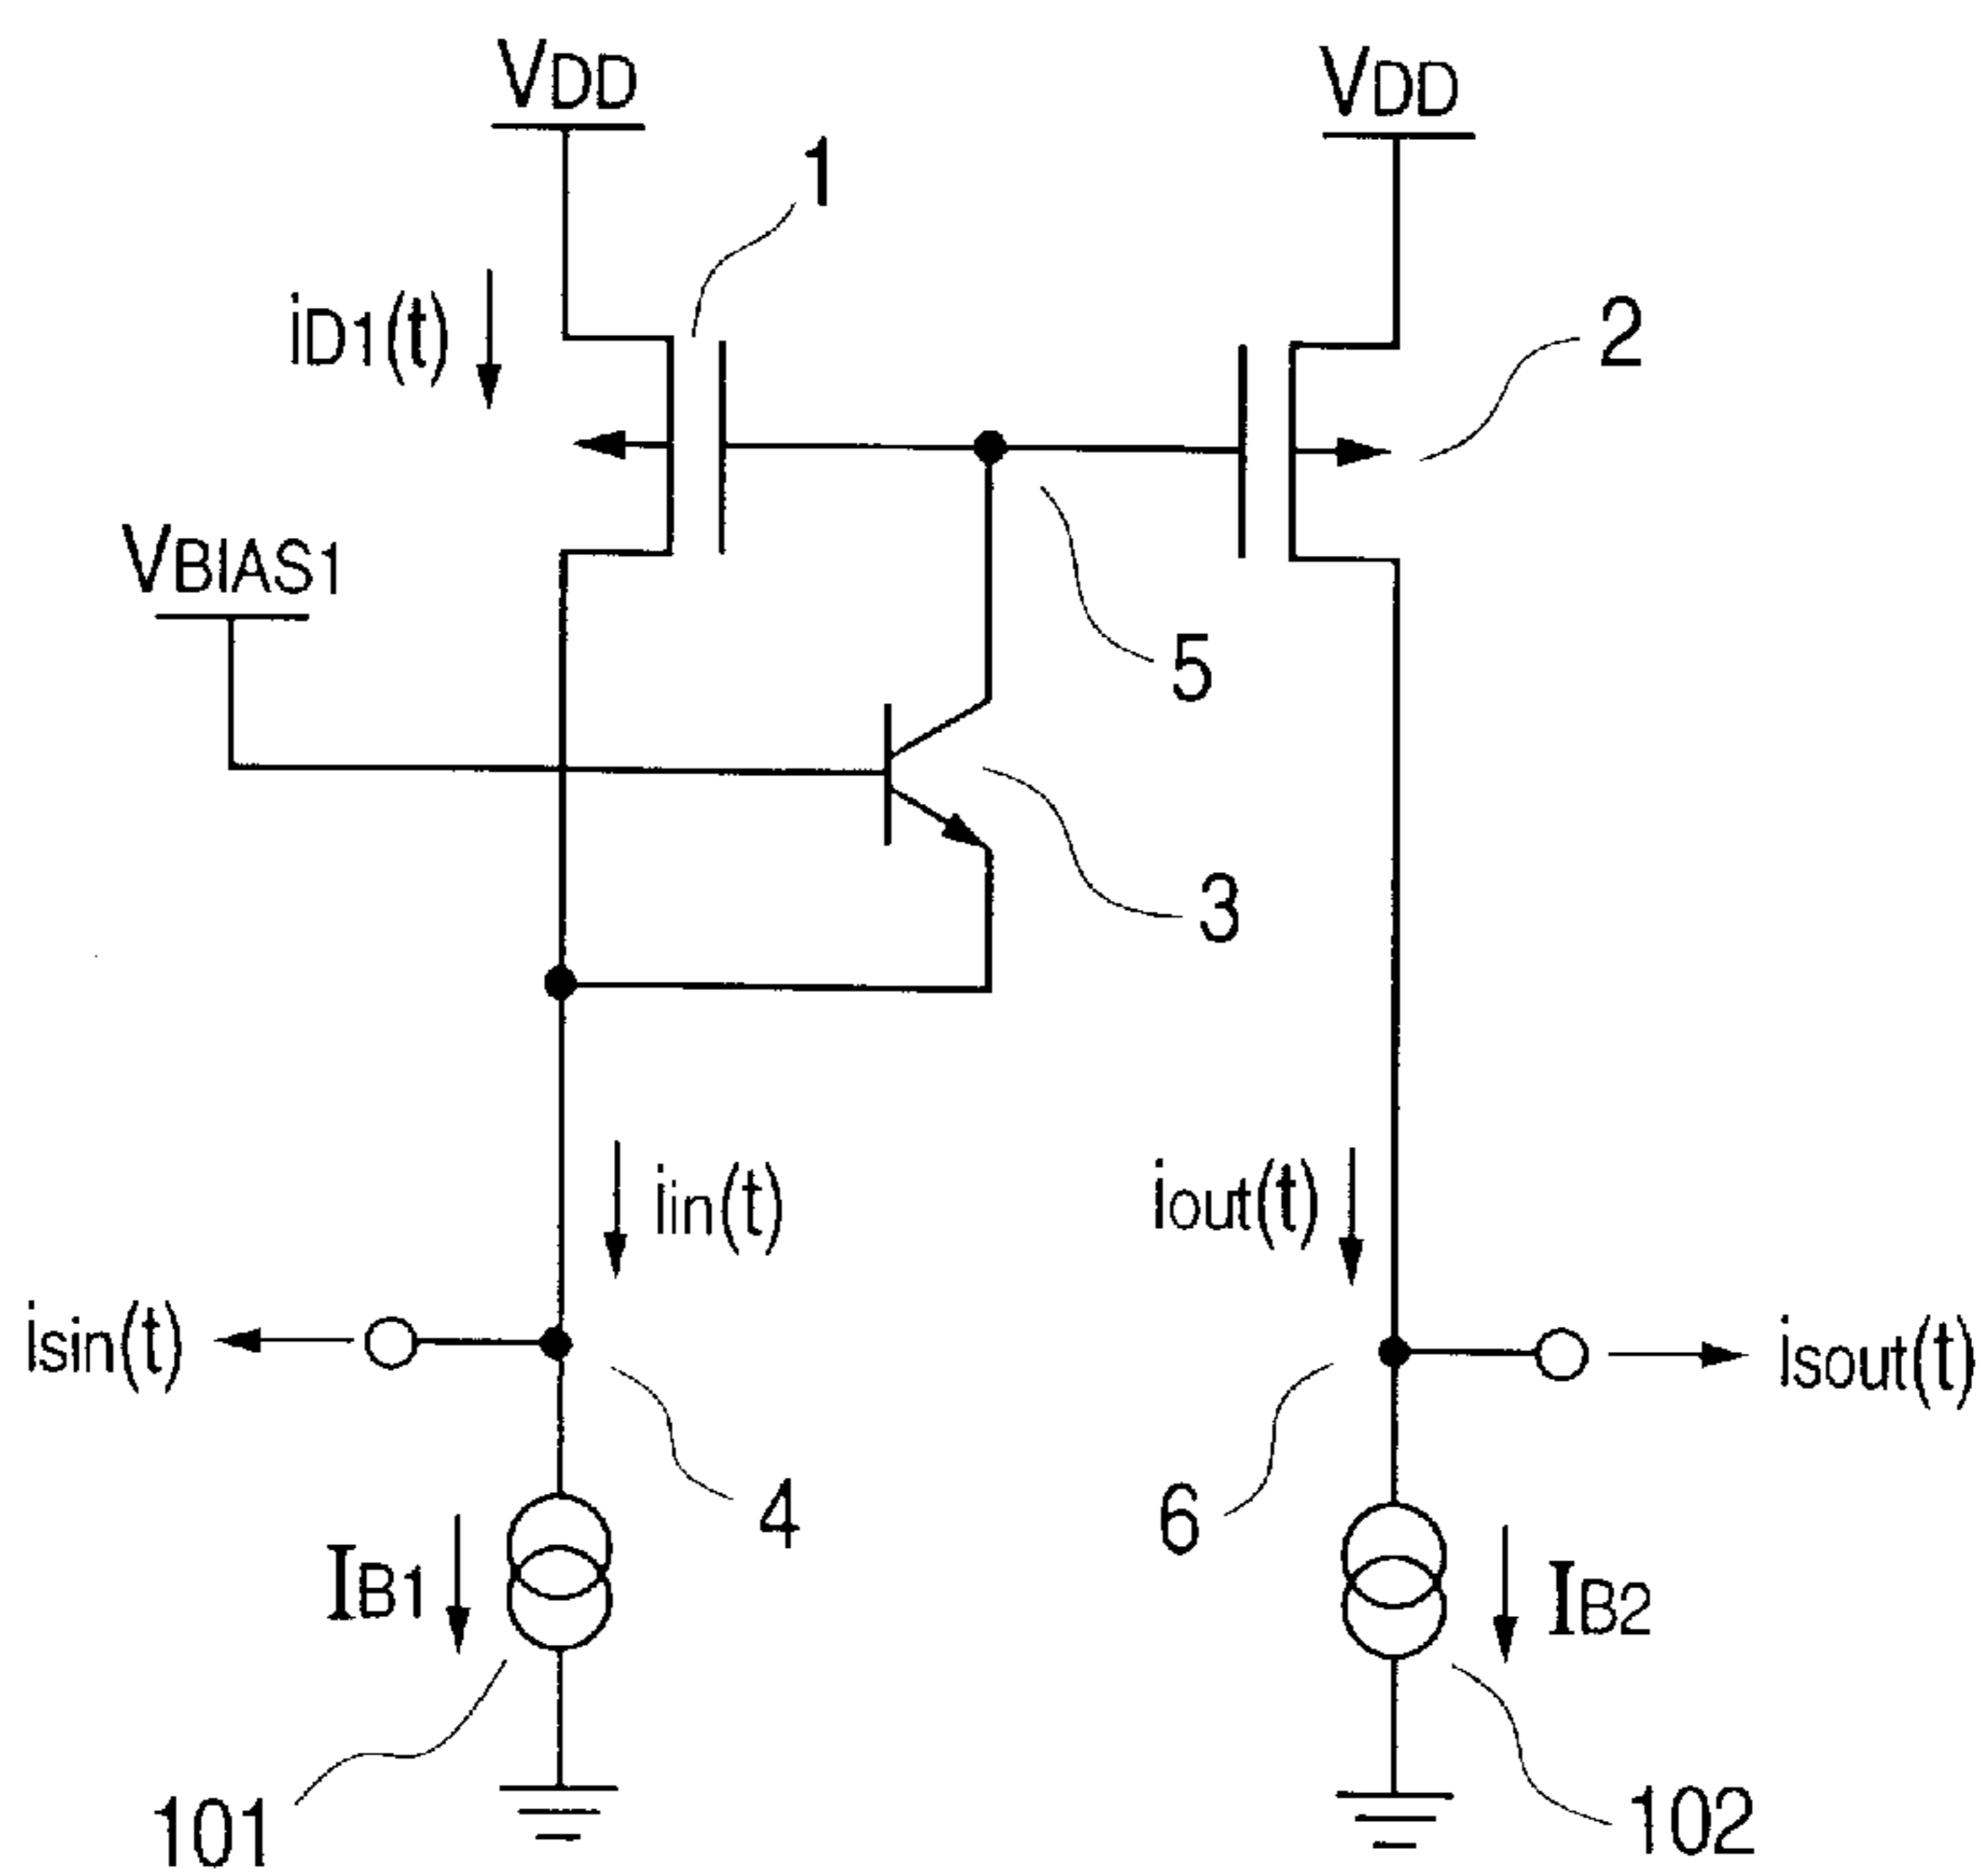 VDD
VDD
1
iD1(t)
2
VBIAS1
5
3
iin(t)
iout(t)
isin(t)
isout(t)
4
6
IB1
IB2
101
102